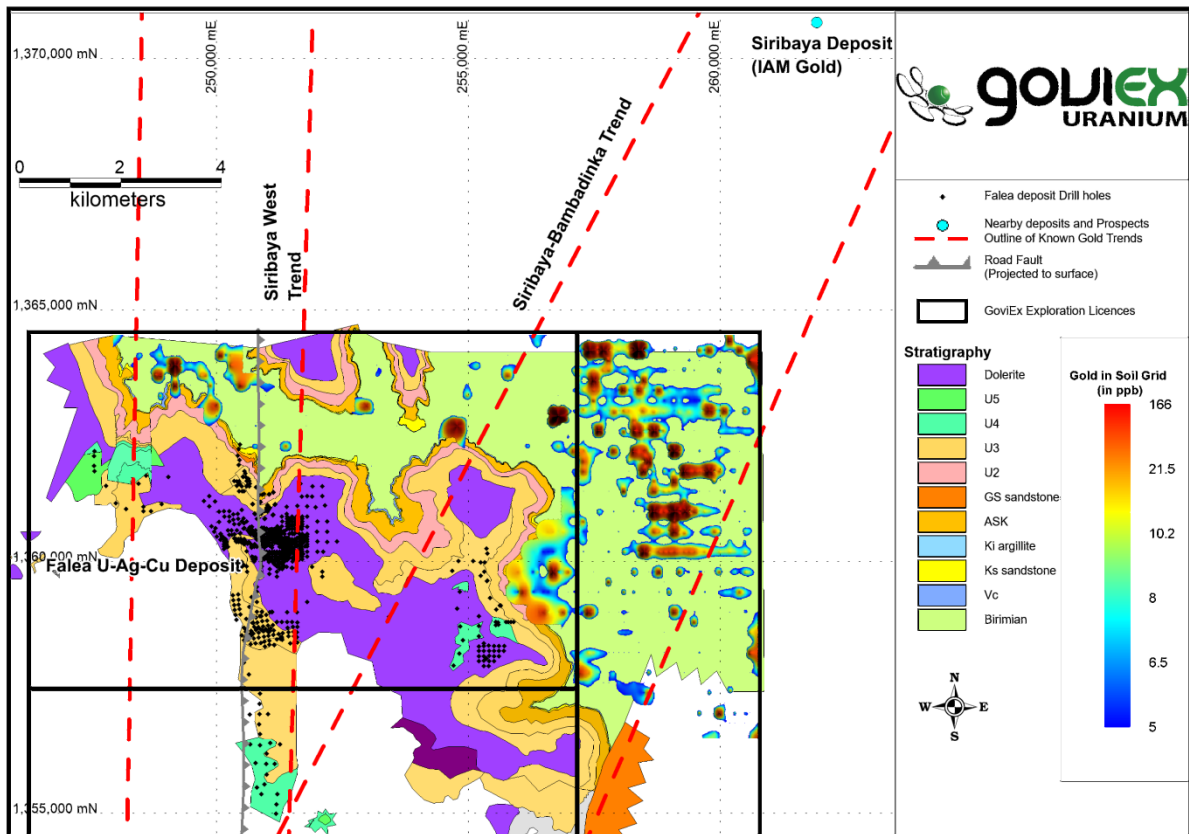 250,000 mE
255,000 mE
260,000 mE
1,370,000 mN
Siribaya Deposit
(IAM Gold)
0 2 4
kilometers
Siribaya West
Trend
Siribaya-Bambadinka Trend
1,365,000 mN
1,360,000 mN
Falea U-Ag-Cu Deposit
1,355,000 mN
goviEX
URANIUM
Falea deposit Drill holes
Nearby deposits and Prospects
Outline of Known Gold Trends
Road Fault
(Projected to surface)
GoviEx Exploration Licences
Stratigraphy
Dolerite
U5
U4
U3
U2
GS sandstone
ASK
Ki argillite
Ks sandstone
Vc
Birimian
N
W E
S
Gold in Soil Grid
(in ppb)
166
21.5
10.2
8
6.5
5